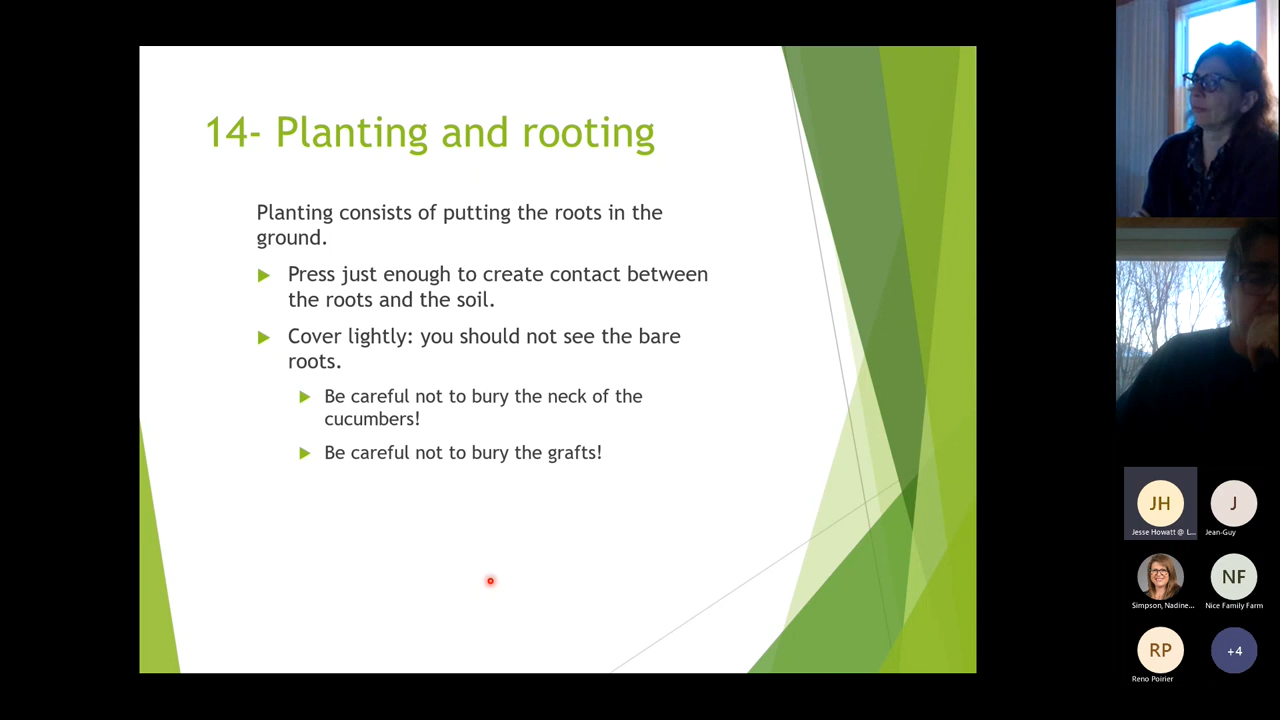 14- Planting and rooting
Planting consists of putting the roots in the
ground.
Press just enough to create contact between
the roots and the soil.
Cover lightly: you should not see the bare
roots.
Be careful not to bury the neck of the
cucumbers!
Be careful not to bury the grafts!
JH
J
Jesse Howatt @ L...
Jean-Guy
NF
Simpson, Nadine...
Nice Family Farm
RP
+4
Reno Poirier